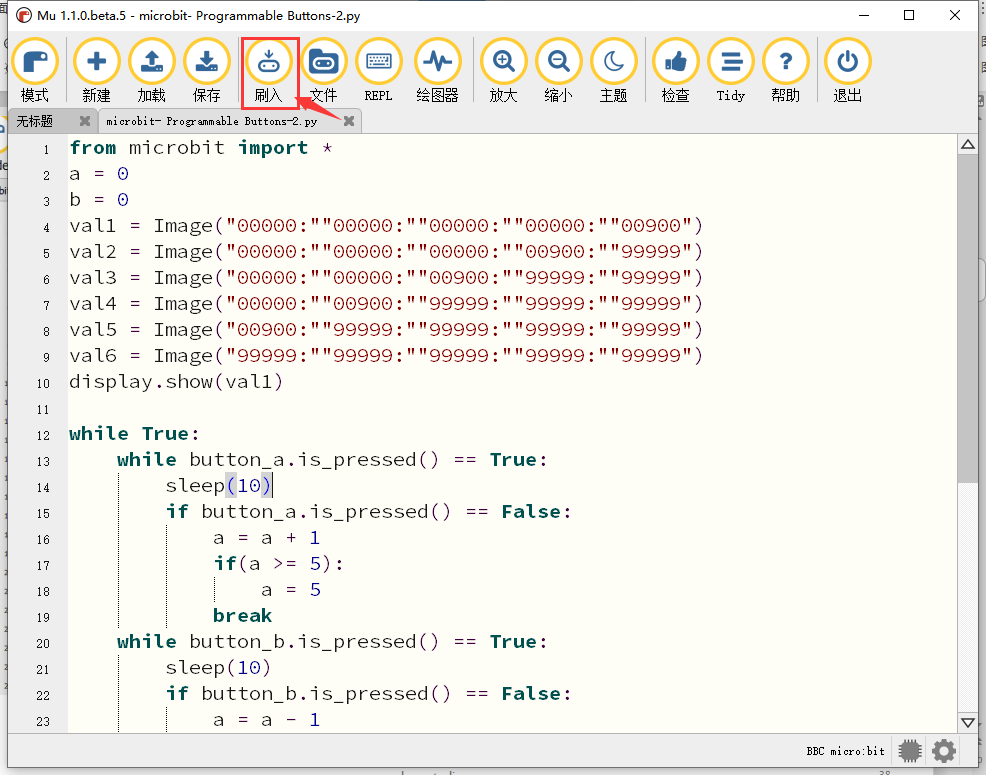 Mu 1.1.0.beta.5 - microbit- Programmable Buttons-2.py
模式 新建 加载 保存 刷入 文件 REPL 绘图器 放大 缩小 主题 检查 Tidy 帮助 退出
无标题 microbit- Programmable Buttons-2.py
1 from microbit import *
2 a = 0
3 b = 0
4 val1 = Image("00000:""00000:""00000:""00000:""00900")
5 val2 = Image("00000:""00000:""00000:""00900:""99999")
6 val3 = Image("00000:""00000:""00900:""99999:""99999")
7 val4 = Image("00000:""00900:""99999:""99999:""99999")
8 val5 = Image("00900:""99999:""99999:""99999:""99999")
9 val6 = Image("99999:""99999:""99999:""99999:""99999")
10 display.show(val1)
11
12 while True:
13 while button_a.is_pressed() == True:
14 sleep(10)
15 if button_a.is_pressed() == False:
16 a = a + 1
17 if(a >= 5):
18 a = 5
19 break
20 while button_b.is_pressed() == True:
21 sleep(10)
22 if button_b.is_pressed() == False:
23 a = a - 1
BBC micro:bit